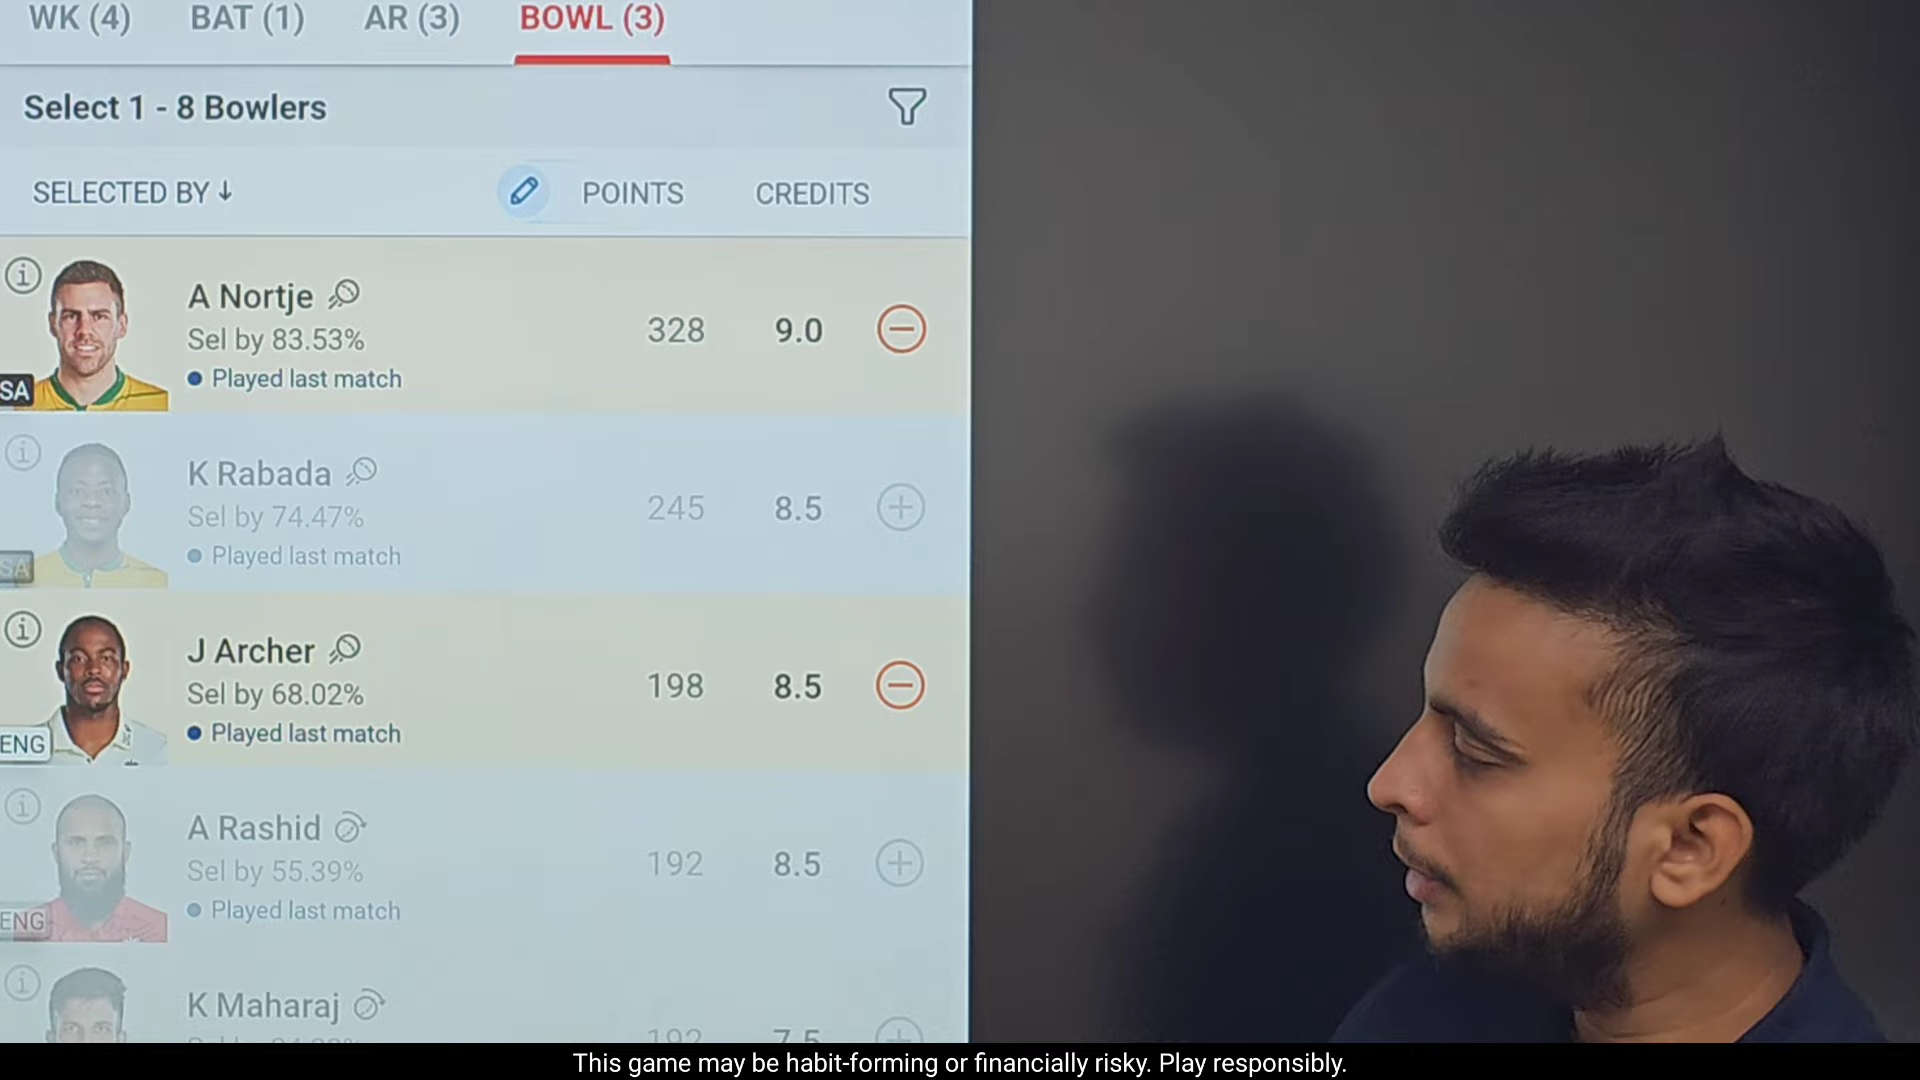 WK (4) BAT (1) AR (3) BOWL (3)
Select 1 - 8 Bowlers
SELECTED BY ↓ POINTS CREDITS
A Nortje
Sel by 83.53% 328 9.0
Played last match
SA
K Rabada
Sel by 74.47% 245 8.5
Played last match
SA
J Archer
Sel by 68.02% 198 8.5
Played last match
ENG
A Rashid
Sel by 55.39% 192 8.5
Played last match
ENG
K Maharaj
192 7.5
This game may be habit-forming or financially risky. Play responsibly.